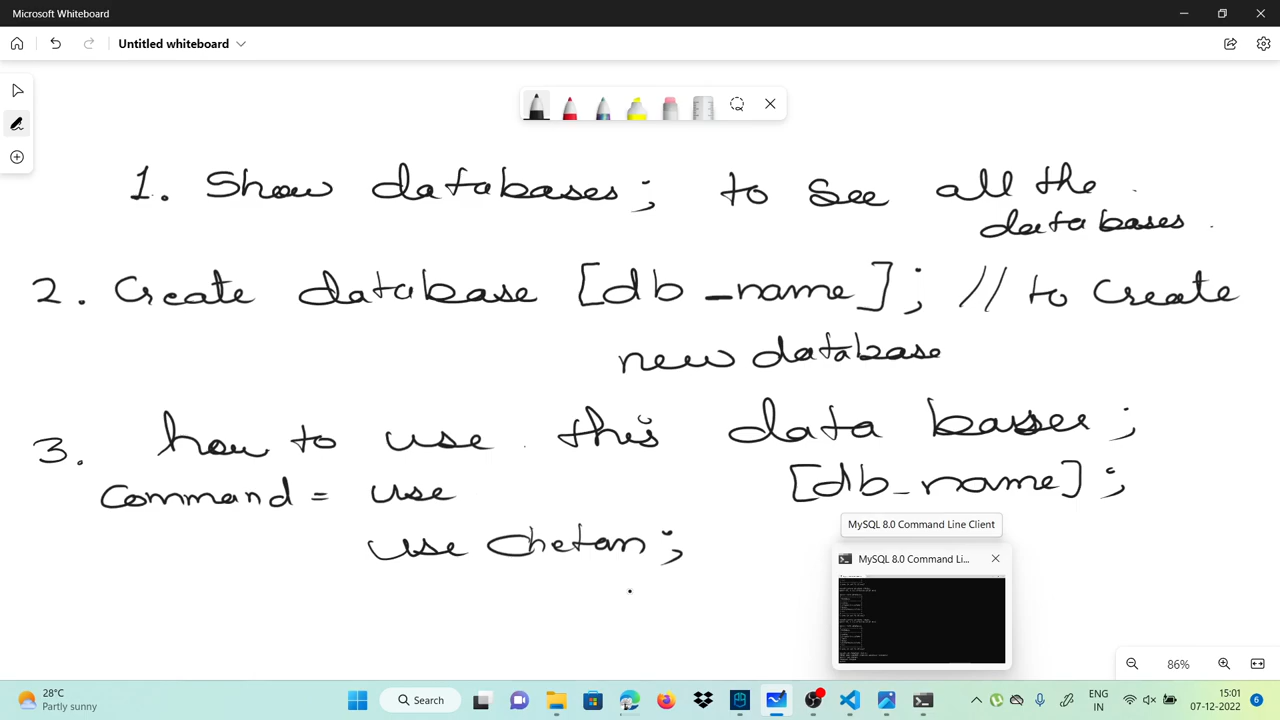 Microsoft Whiteboard
Untitled whiteboard
1. Show databases; to see all the
databases.
2. Create database [db_name]; // to create
new database
3. how to use this data bases;
Command = use [db_name];
use chetan;
MySQL 8.0 Command Line Client
MySQL 8.0 Command Li...
86%
28°C
Partly sunny
Search
ENG
IN
15:01
07-12-2022
6